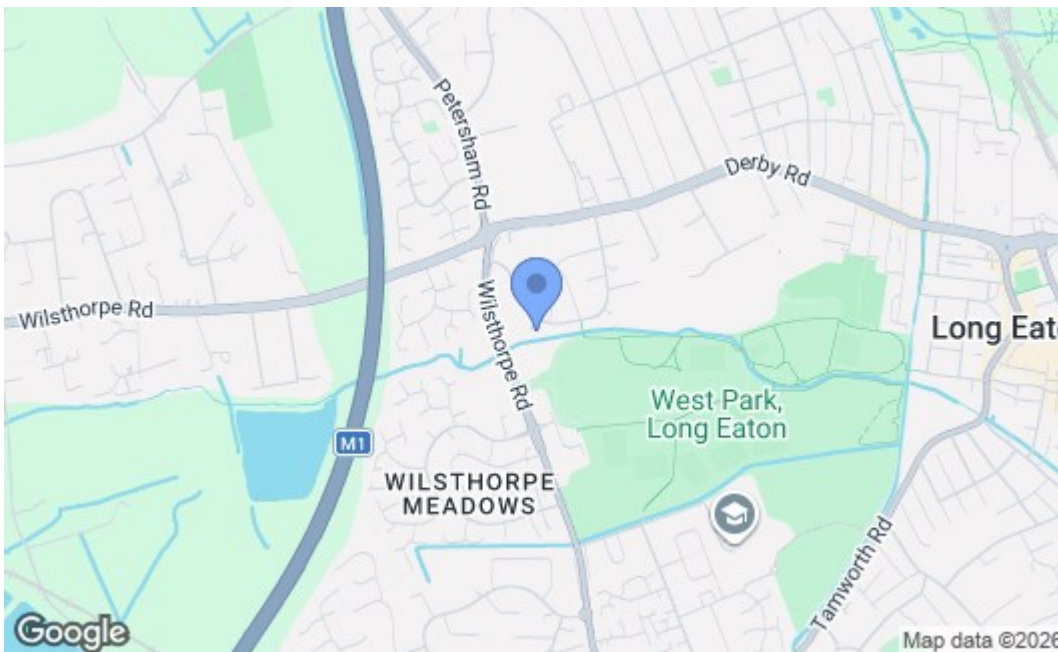 Petersham Rd
Derby Rd
Wilsthorpe Rd
Wilsthorpe Rd
Long Eato
West Park,
Long Eaton
M1
WILSTHORPE
MEADOWS
Tamworth Rd
Google
Map data ©2026